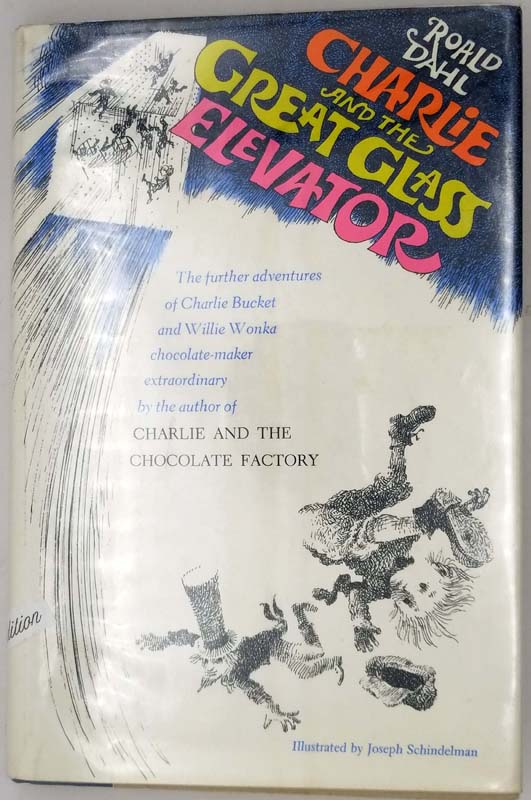 ROALD
DAHL
CHARLIE
AND THE
GREAT GLASS
ELEVATOR
The further adventures
of Charlie Bucket
and Willie Wonka
chocolate-maker
extraordinary
by the author of
CHARLIE AND THE
CHOCOLATE FACTORY
dition
Illustrated by Joseph Schindelman